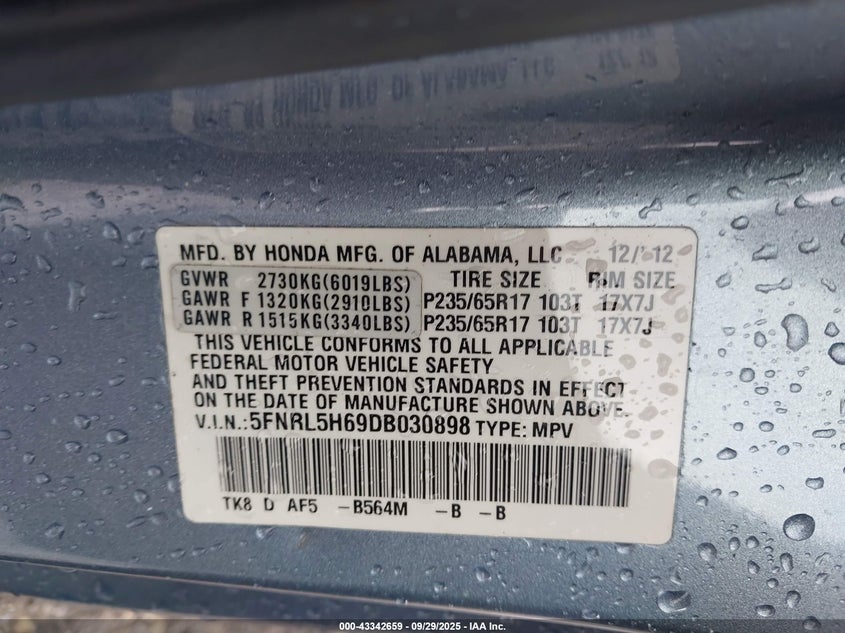 MFD. BY HONDA MFG. OF ALABAMA, LLC 12/12
GVWR 2730KG(6019LBS) TIRE SIZE RIM SIZE
GAWR F 1320KG(2910LBS) P235/65R17 103T 17X7J
GAWR R 1515KG(3340LBS) P235/65R17 103T 17X7J
THIS VEHICLE CONFORMS TO ALL APPLICABLE
FEDERAL MOTOR VEHICLE SAFETY
AND THEFT PREVENTION STANDARDS IN EFFECT
ON THE DATE OF MANUFACTURE SHOWN ABOVE.
V.I.N.:5FNRL5H69DB030898 TYPE: MPV
TK8 D AF5 -B564M -B -B
000-43342659 - 09/29/2025 - IAA Inc.